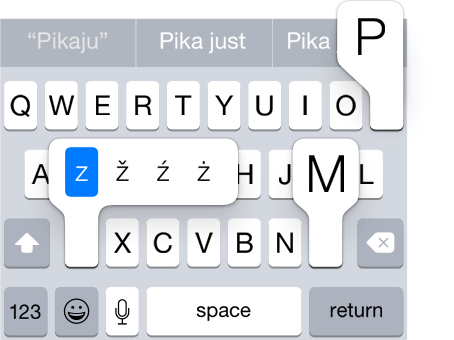 “Pikaju” Pika just Pika P
Q W E R T Y U I O
A z ž ź ż H J M L
X C V B N
123 space return